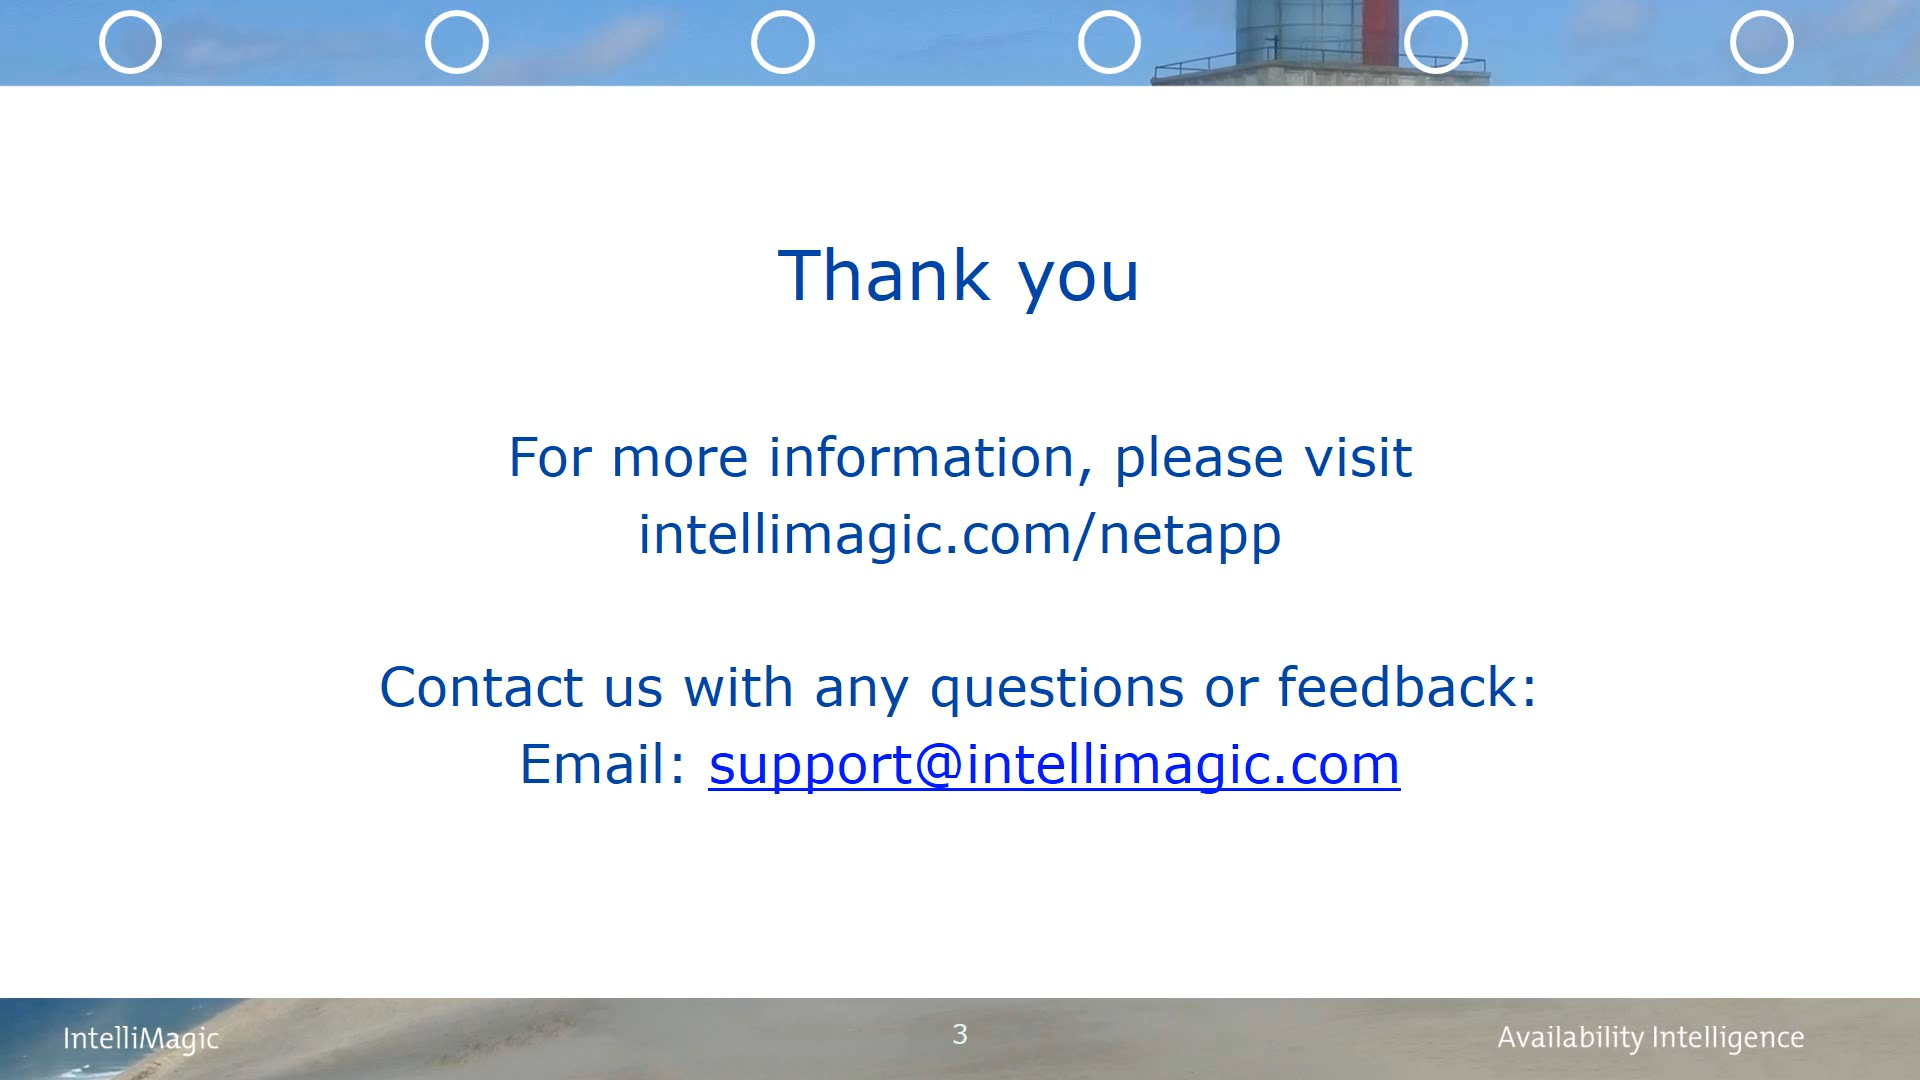 Thank you
For more information, please visit
intellimagic.com/netapp
Contact us with any questions or feedback:
Email: support@intellimagic.com
IntelliMagic
3
Availability Intelligence